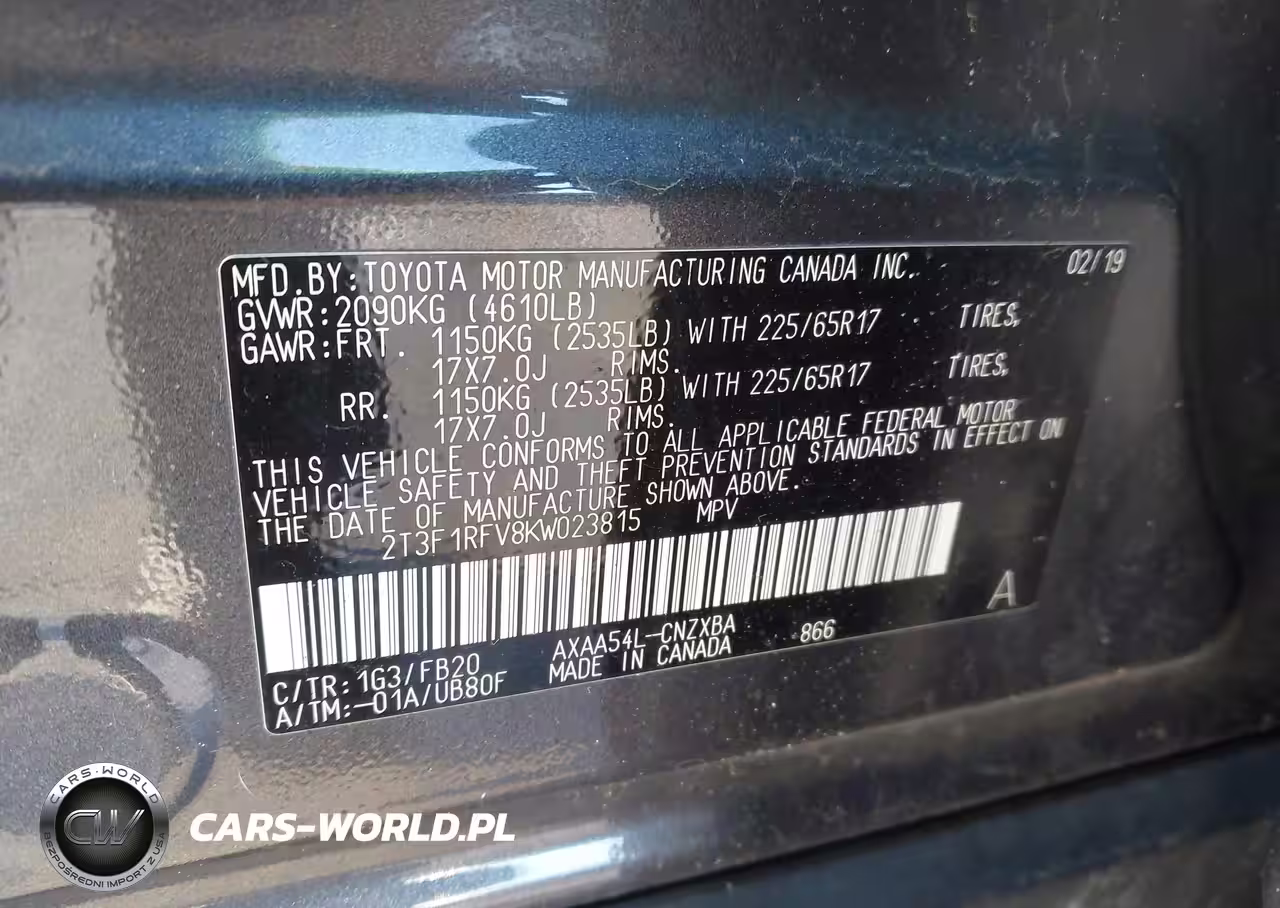 MFD.BY:TOYOTA MOTOR MANUFACTURING CANADA INC. 02/19
GVWR:2090KG (4610LB)
GAWR:FRT. 1150KG (2535LB) WITH 225/65R17 TIRES,
17X7.0J RIMS.
RR. 1150KG (2535LB) WITH 225/65R17 TIRES,
17X7.0J RIMS.
THIS VEHICLE CONFORMS TO ALL APPLICABLE FEDERAL MOTOR
VEHICLE SAFETY AND THEFT PREVENTION STANDARDS IN EFFECT ON
THE DATE OF MANUFACTURE SHOWN ABOVE.
2T3F1RFV8KW023815 MPV
A
AXAA54L-CNZXBA 866
C/TR:1G3/FB20 MADE IN CANADA
A/TM:-01A/UB80F
CARS-WORLD
CW
BEZPOŚREDNI IMPORT Z USA
CARS-WORLD.PL